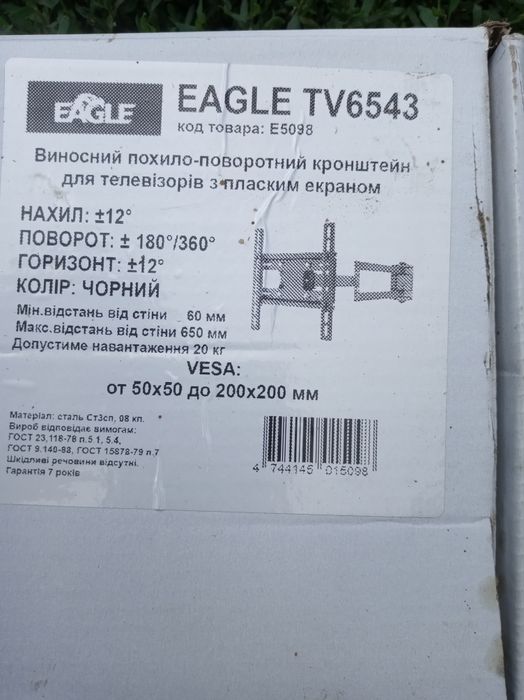 EAGLE
EAGLE TV6543
код товара: E5098
Виносний похило-поворотний кронштейн
для телевізорів з пласким екраном
НАХИЛ: ±12°
ПОВОРОТ: ± 180°/360°
ГОРИЗОНТ: ±12°
КОЛІР: ЧОРНИЙ
Мін.відстань від стіни 60 мм
Макс.відстань від стіни 650 мм
Допустиме навантаження 20 кг
VESA:
от 50x50 до 200x200 мм
Матеріал: сталь Ст3сп, 08 кп.
Вироб відповідає вимогам:
ГОСТ 23.118-78 п.5.1, 5.4,
ГОСТ 9.140-93, ГОСТ 15878-79 п.7
Шкідливі речовини відсутні.
Гарантія 7 років
4 744145 015098